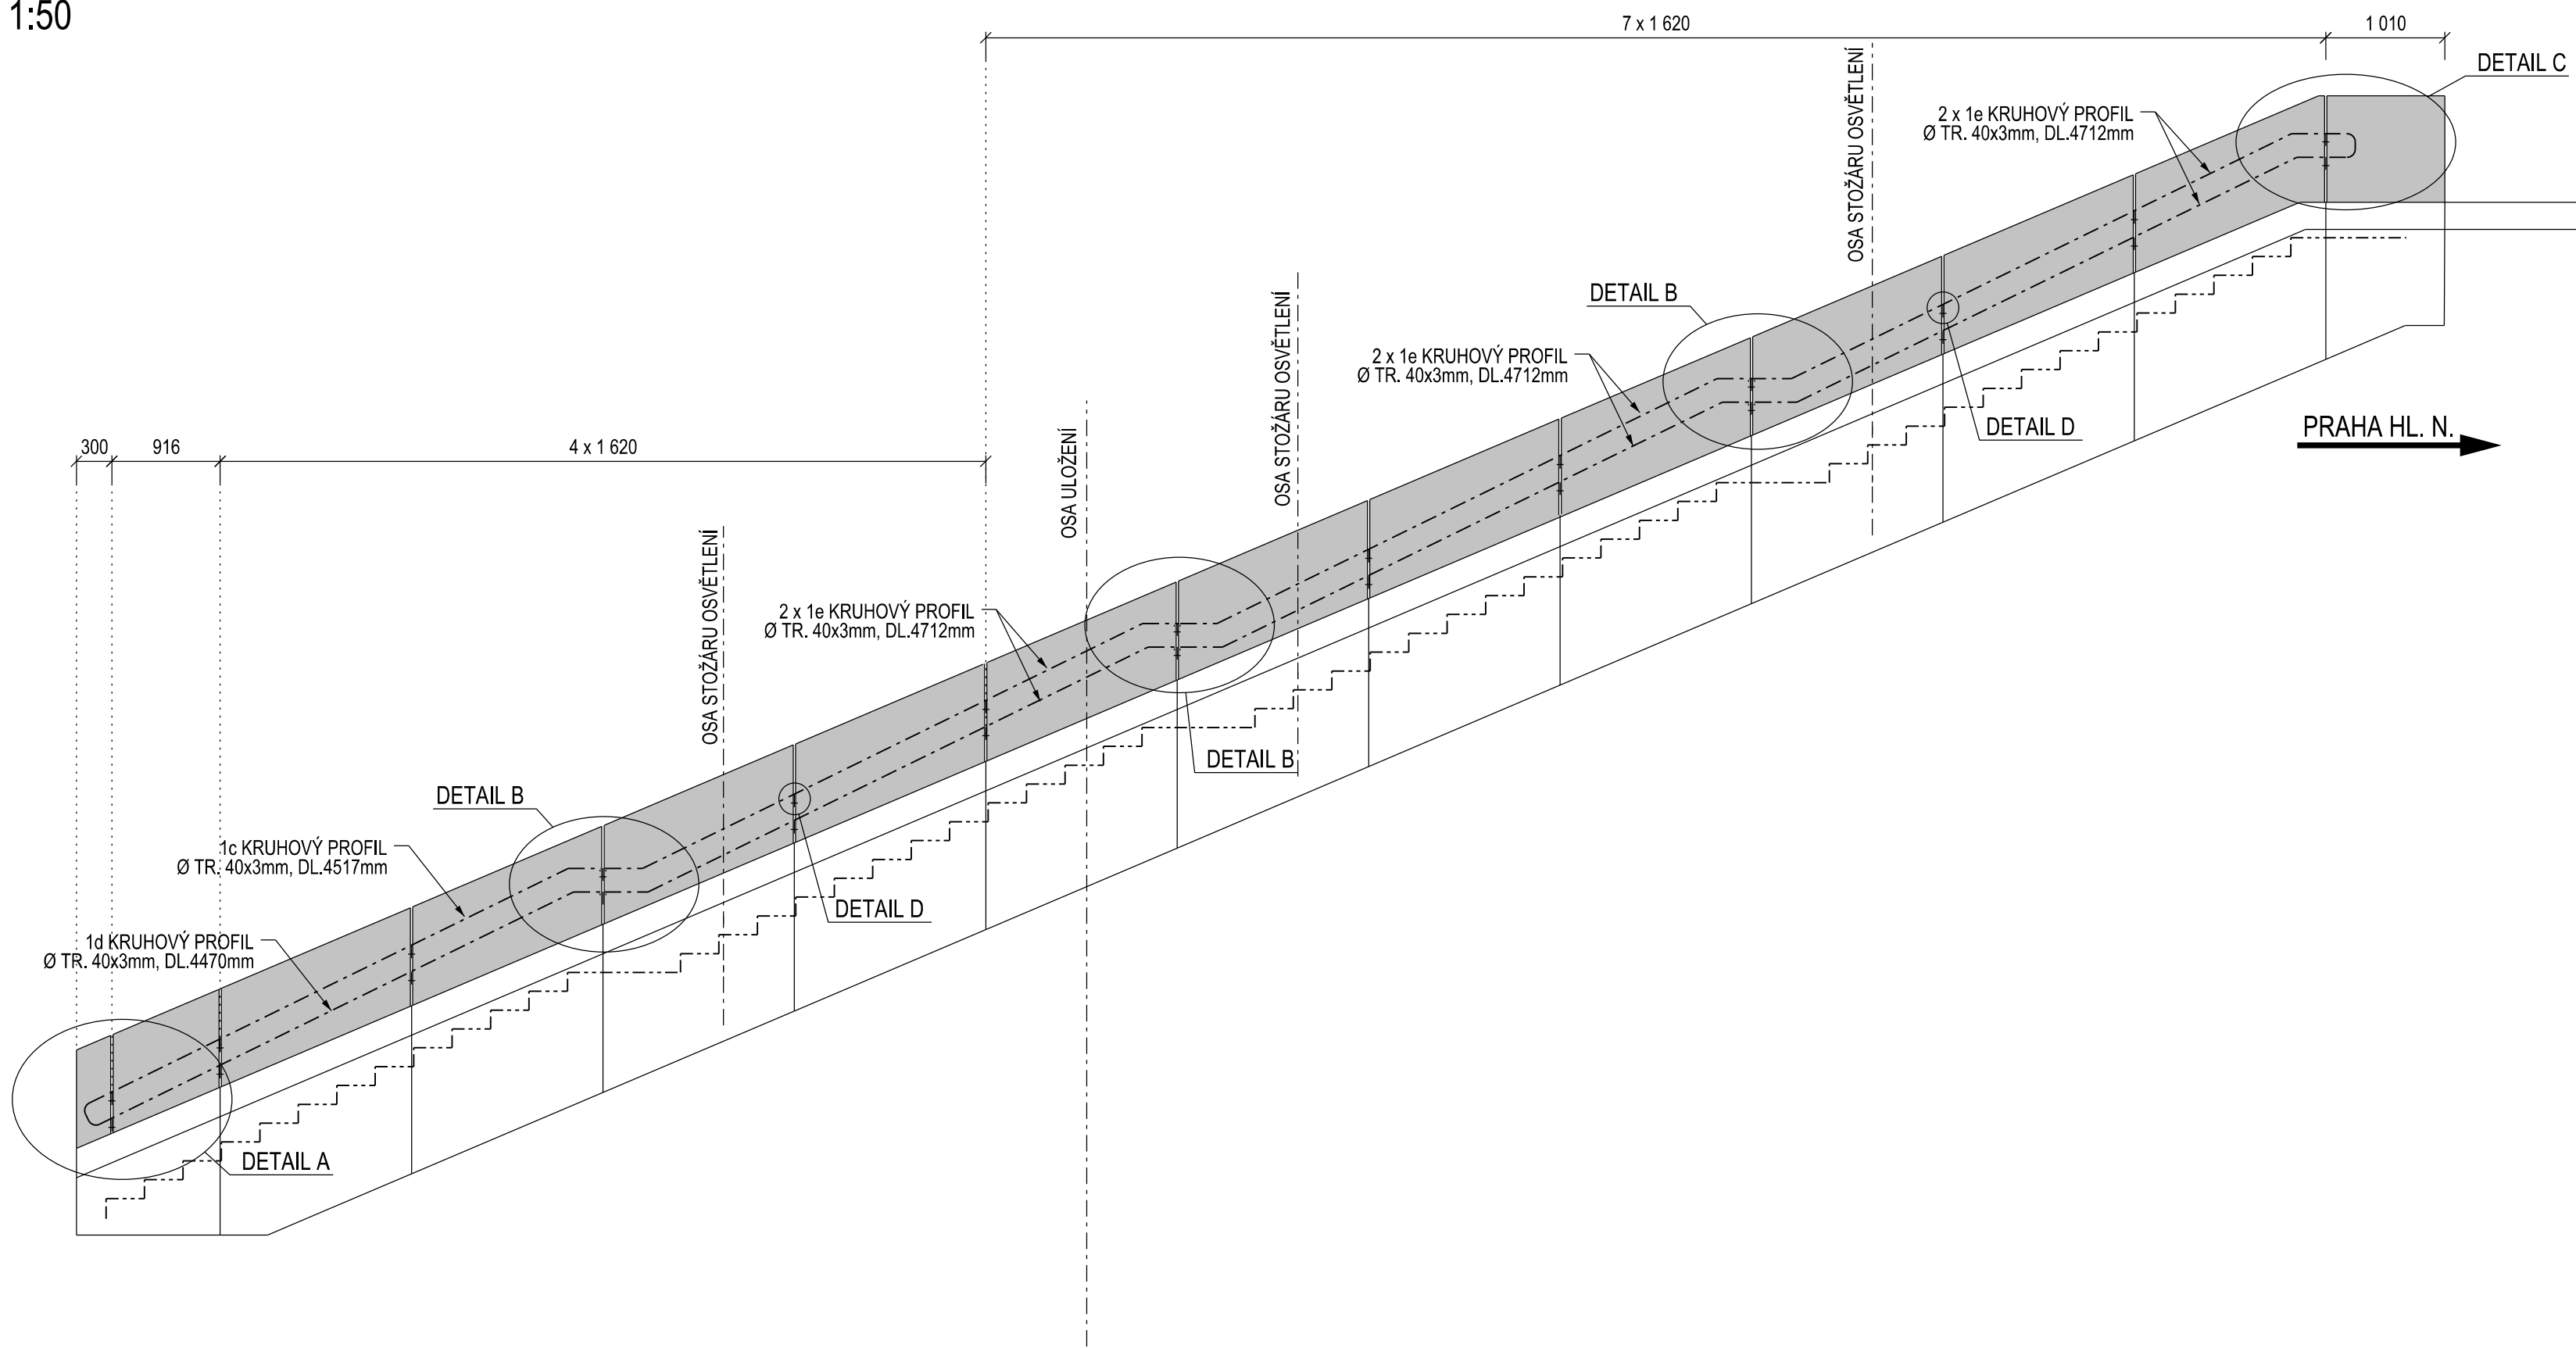 1:50
7 x 1 620
1 010
DETAIL C
OSA STOŽÁRU OSVĚTLENÍ
2 x 1e KRUHOVÝ PROFIL
Ø TR. 40x3mm, DL.4712mm
DETAIL B
OSA STOŽÁRU OSVĚTLENÍ
2 x 1e KRUHOVÝ PROFIL
Ø TR. 40x3mm, DL.4712mm
DETAIL D
PRAHA HL. N.
300
916
4 x 1 620
OSA ULOŽENÍ
OSA STOŽÁRU OSVĚTLENÍ
2 x 1e KRUHOVÝ PROFIL
Ø TR. 40x3mm, DL.4712mm
DETAIL B
DETAIL B
1c KRUHOVÝ PROFIL
Ø TR. 40x3mm, DL.4517mm
DETAIL D
1d KRUHOVÝ PROFIL
Ø TR. 40x3mm, DL.4470mm
DETAIL A